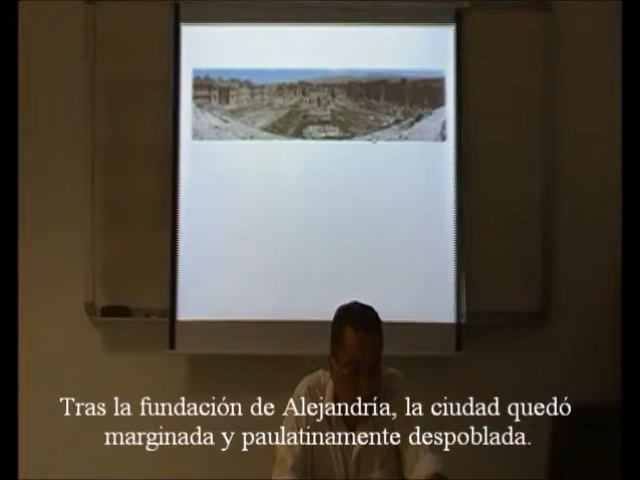 Tras la fundación de Alejandría, la ciudad quedó
marginada y paulatinamente despoblada.